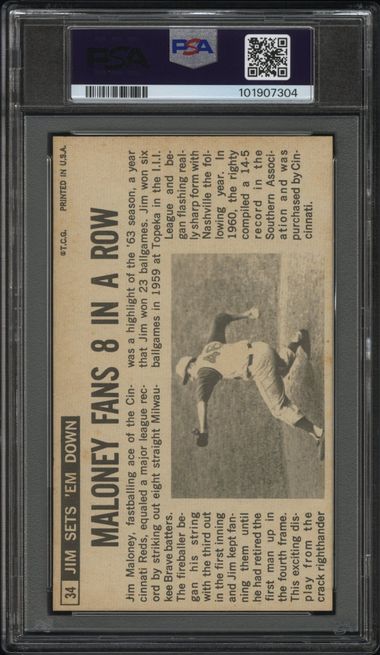 PSA
PSA
101907304
34 JIM SETS 'EM DOWN
©T.C.G. PRINTED IN U.S.A.
MALONEY FANS 8 IN A ROW
Jim Maloney, fastballing ace of the Cin-
cinnati Reds, equaled a major league rec-
ord by striking out eight straight Milwau-
kee Brave batters.
The fireballer be-
gan his string
with the third out
in the first inning
and Jim kept fan-
ning them until
he had retired the
first man up in
the fourth frame.
This exciting dis-
play from the
crack righthander
was a highlight of the '63 season, a year
that Jim won 23 ballgames. Jim won six
ballgames in 1959 at Topeka in the I.I.I.
League and be-
gan flashing real-
ly sharp form with
Nashville the fol-
lowing year. In
1960, the righty
compiled a 14-5
record in the
Southern Associ-
ation and was
purchased by Cin-
cinnati.
46